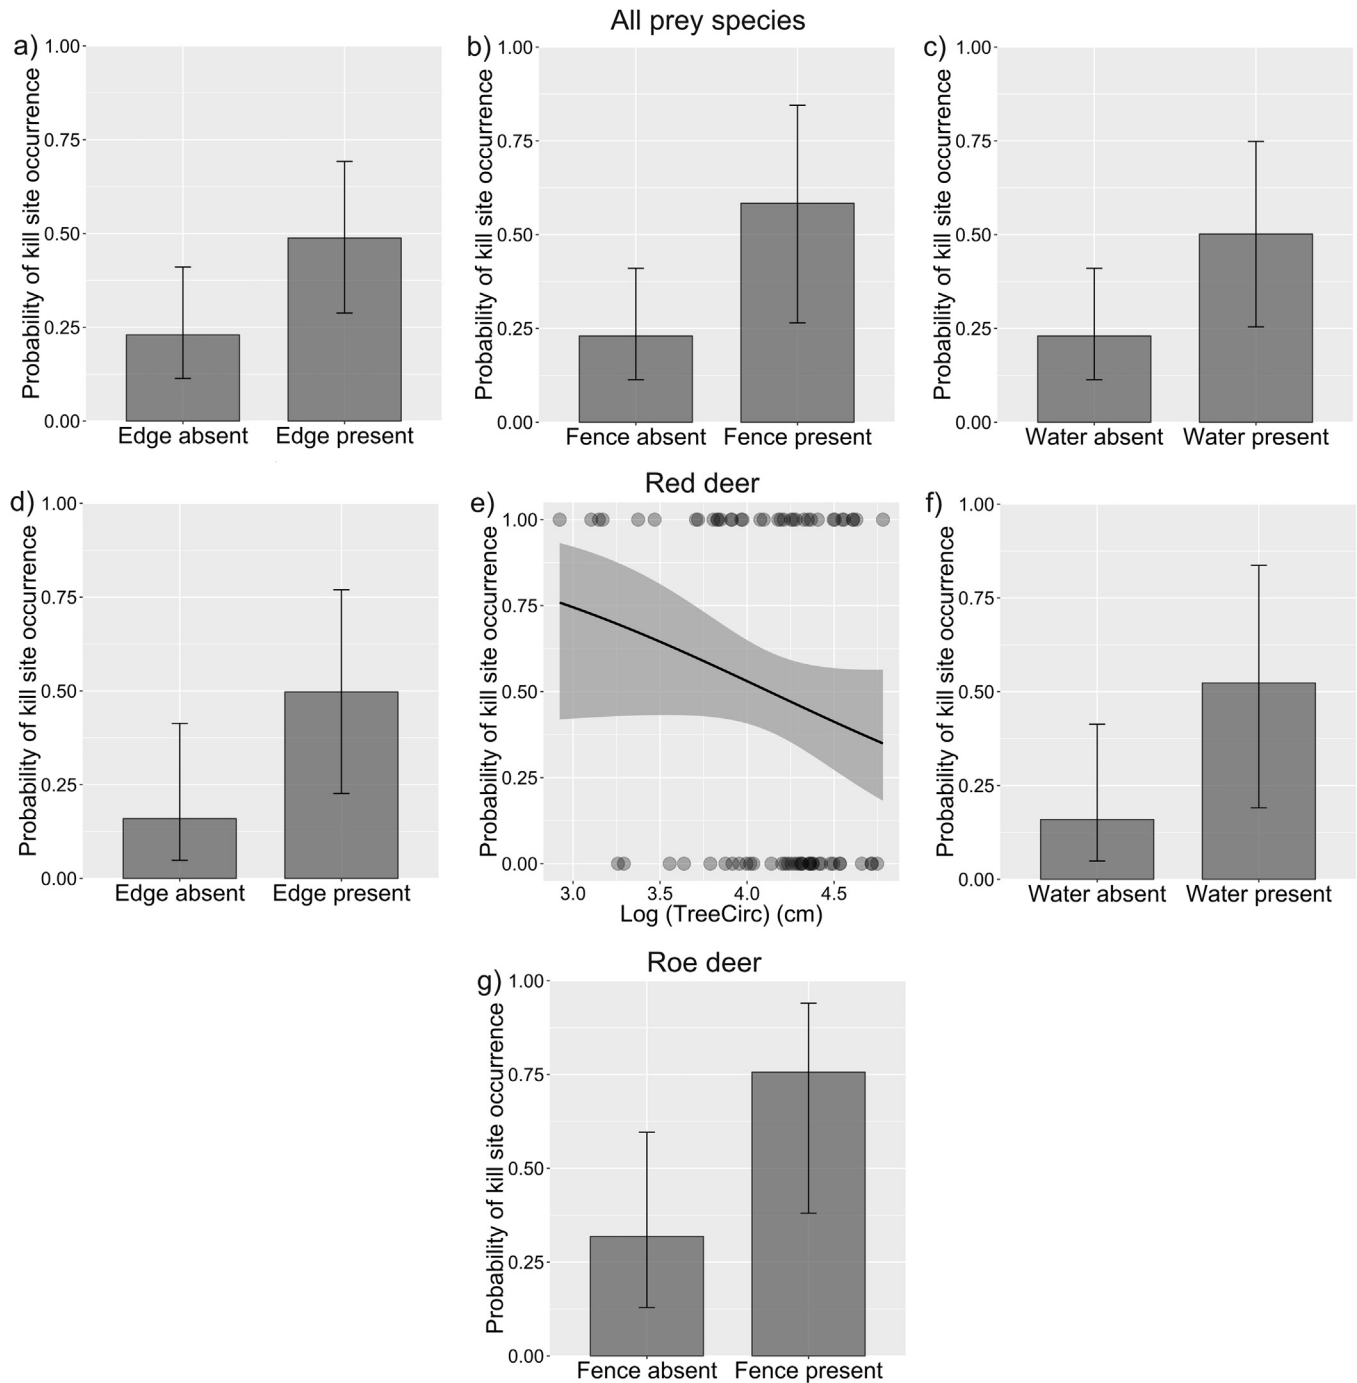 All prey species
a)
Probability of kill site occurrence
1.00
0.75
0.50
0.25
0.00
Edge absent Edge present
b)
Probability of kill site occurrence
1.00
0.75
0.50
0.25
0.00
Fence absent Fence present
c)
Probability of kill site occurrence
1.00
0.75
0.50
0.25
0.00
Water absent Water present
Red deer
d)
Probability of kill site occurrence
1.00
0.75
0.50
0.25
0.00
Edge absent Edge present
e)
Probability of kill site occurrence
1.00
0.75
0.50
0.25
0.00
3.0 3.5 4.0 4.5
Log (TreeCirc) (cm)
f)
Probability of kill site occurrence
1.00
0.75
0.50
0.25
0.00
Water absent Water present
Roe deer
g)
Probability of kill site occurrence
1.00
0.75
0.50
0.25
0.00
Fence absent Fence present